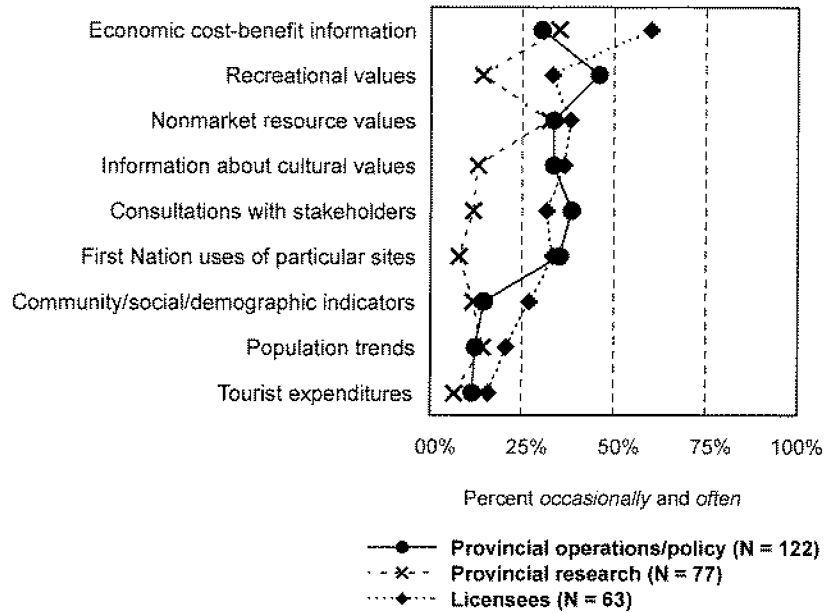 Economic cost-benefit information
Recreational values
Nonmarket resource values
Information about cultural values
Consultations with stakeholders
First Nation uses of particular sites
Community/social/demographic indicators
Population trends
Tourist expenditures
00% 25% 50% 75% 100%
Percent occasionally and often
Provincial operations/policy (N = 122)
Provincial research (N = 77)
Licensees (N = 63)